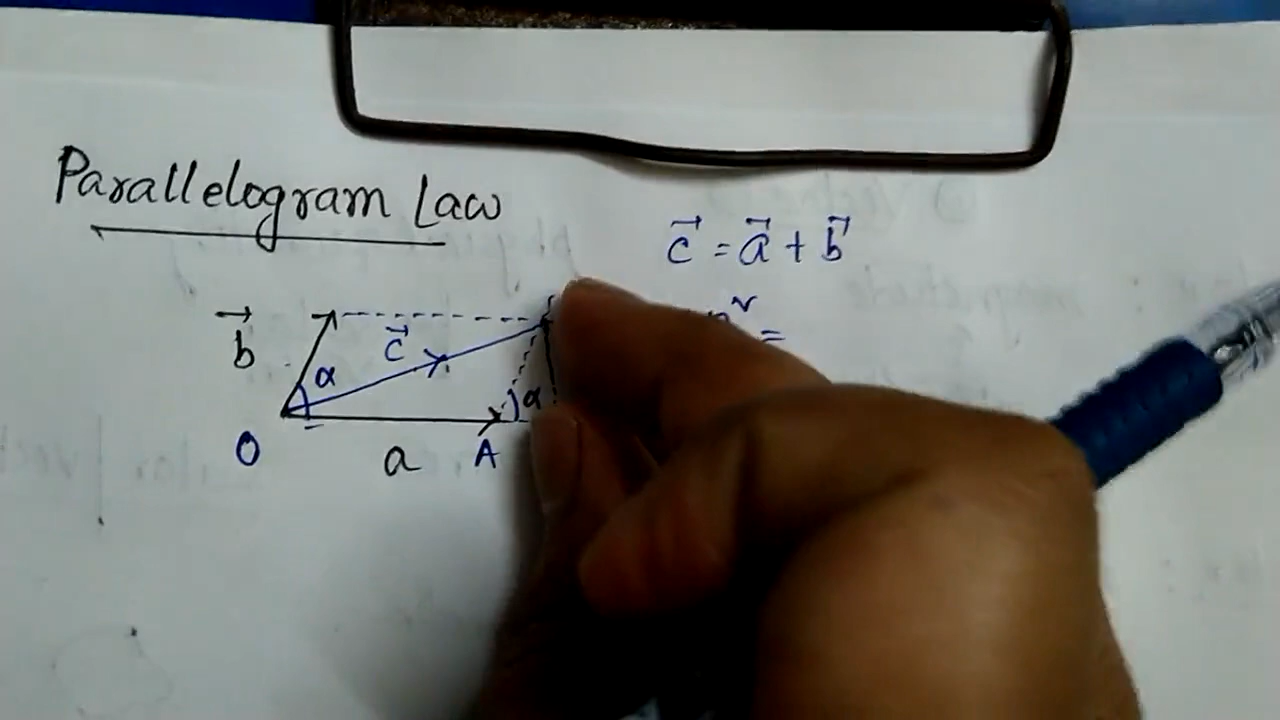 Parallelogram Law
c⃗ = a⃗ + b⃗
b⃗
c⃗
α
α
O
a
A